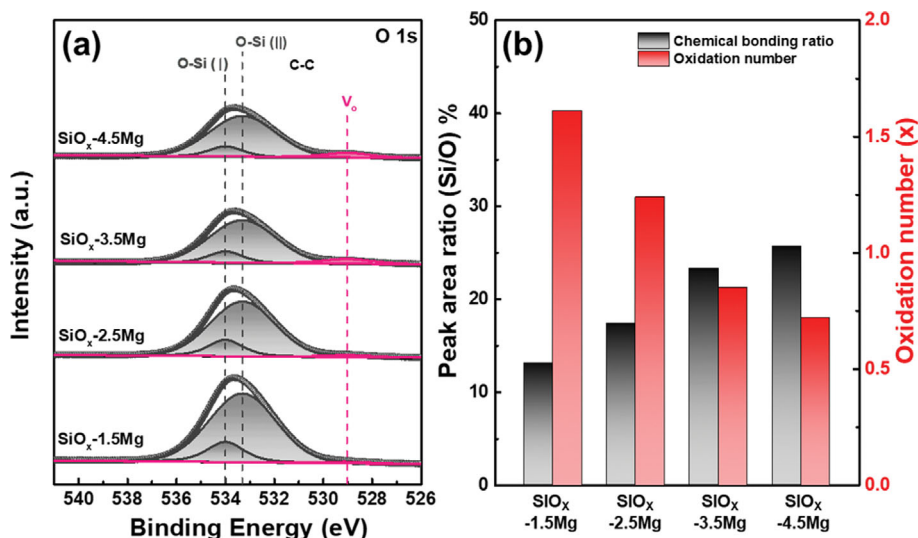 (a)
O 1s
O-Si (||)
O-Si (|)
C-C
Vo
SiOx-4.5Mg
SiOx-3.5Mg
SiOx-2.5Mg
SiOx-1.5Mg
Intensity (a.u.)
540 538 536 534 532 530 528 526
Binding Energy (eV)
(b)
Chemical bonding ratio
Oxidation number
Peak area ratio (Si/O) %
50
40
30
20
10
0
Oxidation number (x)
2.0
1.5
1.0
0.5
0.0
SIOX SIOX SIOX SIOX
-1.5Mg -2.5Mg -3.5Mg -4.5Mg